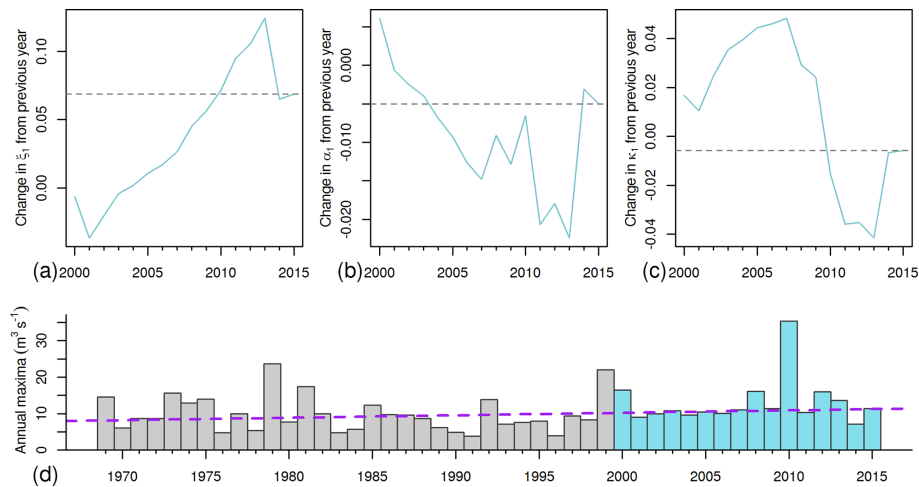 Change in ξ1 from previous year
0.00 0.05 0.10
2000 2005 2010 2015
(a)
Change in α1 from previous year
-0.020 -0.010 0.000
2000 2005 2010 2015
(b)
Change in κ1 from previous year
-0.04 -0.02 0.00 0.02 0.04
2000 2005 2010 2015
(c)
Annual maxima (m³ s⁻¹)
0 10 20 30
1970 1975 1980 1985 1990 1995 2000 2005 2010 2015
(d)